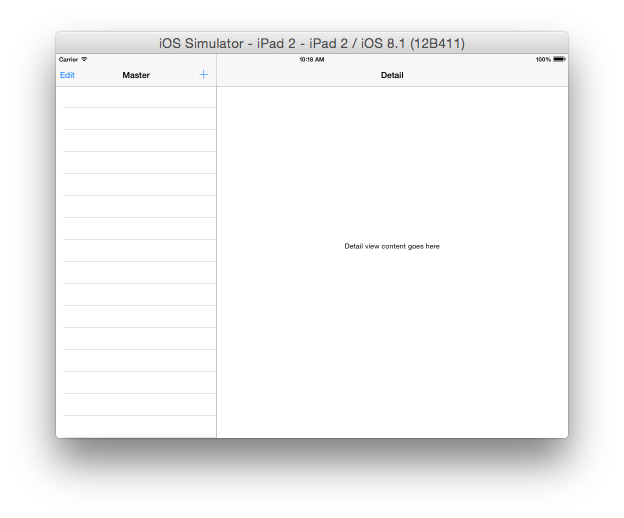 iOS Simulator - iPad 2 - iPad 2 / iOS 8.1 (12B411)
Carrier 10:18 AM 100%
Edit Master + Detail
Detail view content goes here